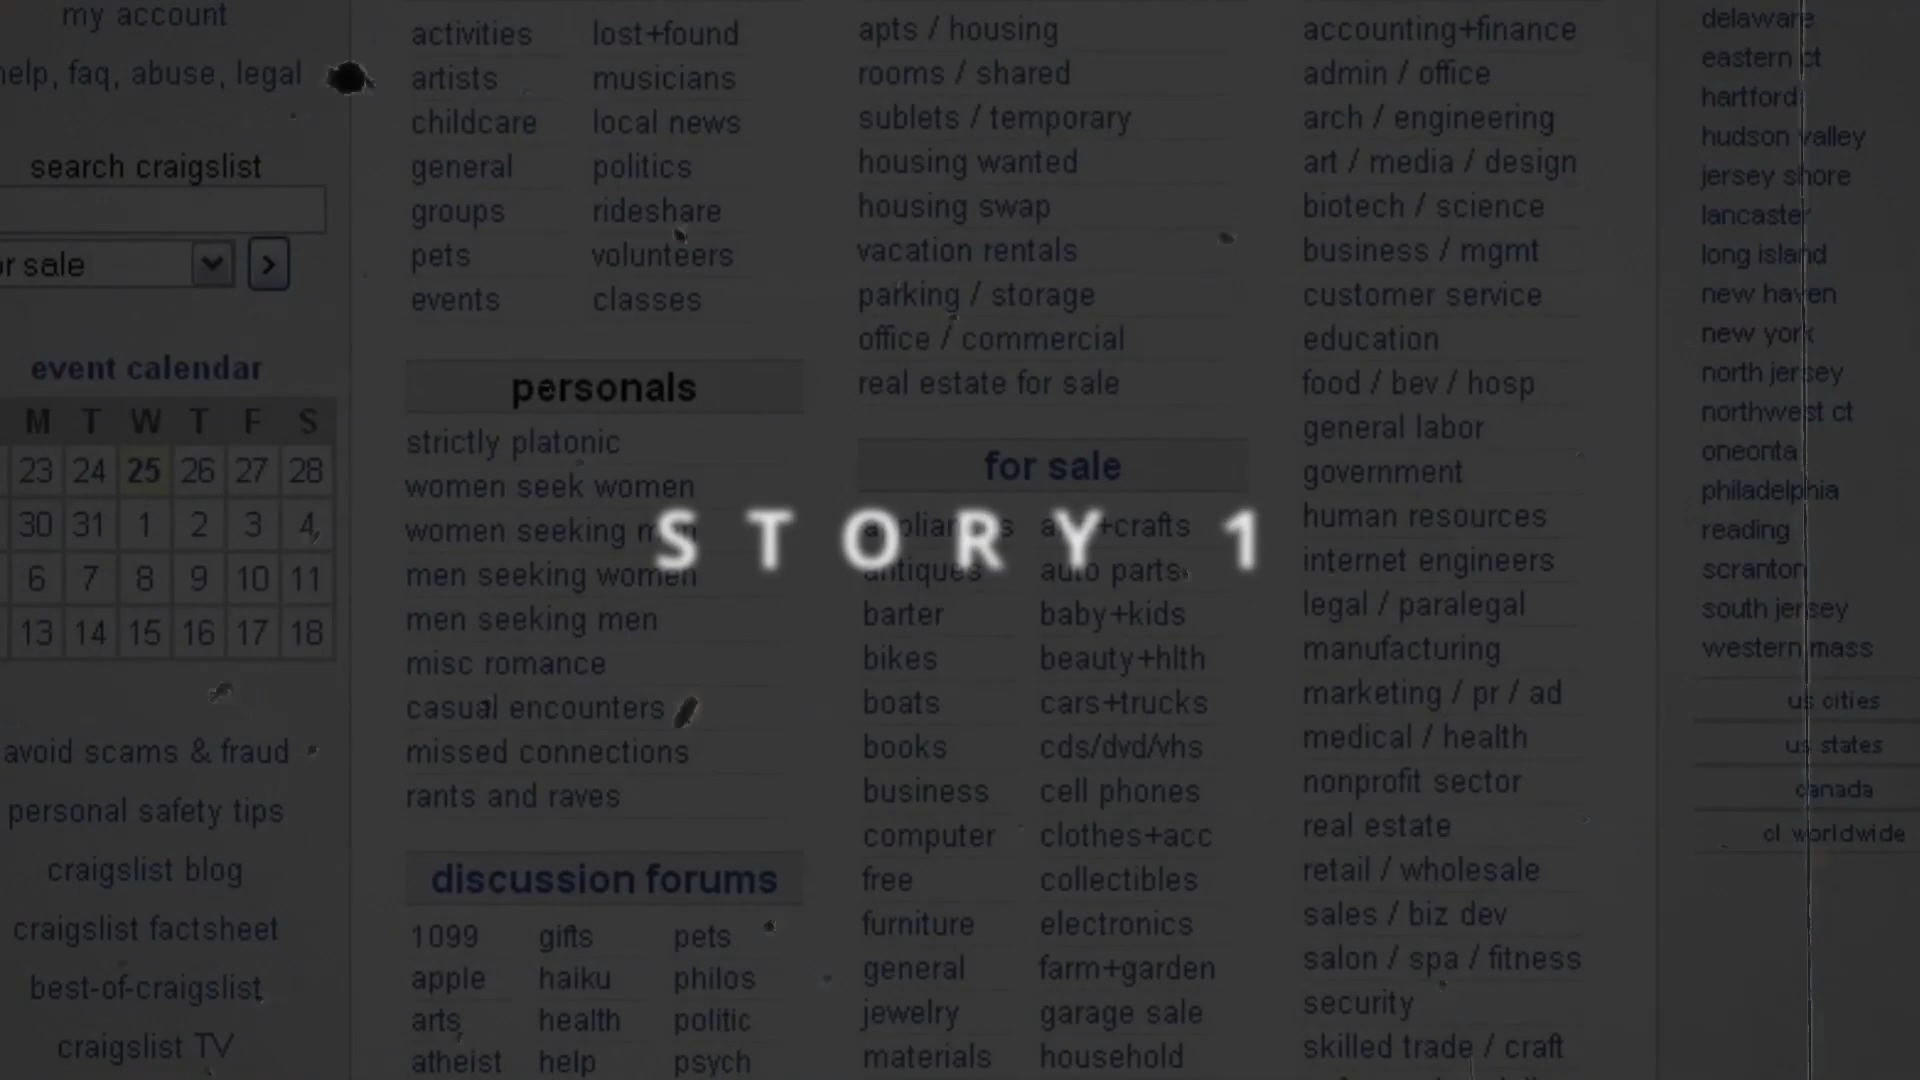 my account
help, faq, abuse, legal
search craigslist
or sale
event calendar
M T W T F S
23 24 25 26 27 28
30 31 1 2 3 4
6 7 8 9 10 11
13 14 15 16 17 18
avoid scams & fraud
personal safety tips
craigslist blog
craigslist factsheet
best-of-craigslist
craigslist TV
activities lost+found
artists musicians
childcare local news
general politics
groups rideshare
pets volunteers
events classes
personals
strictly platonic
women seek women
women seeking men
men seeking women
men seeking men
misc romance
casual encounters
missed connections
rants and raves
discussion forums
1099 gifts pets
apple haiku philos
arts health politic
atheist help psych
apts / housing
rooms / shared
sublets / temporary
housing wanted
housing swap
vacation rentals
parking / storage
office / commercial
real estate for sale
for sale
appliances arts+crafts
antiques auto parts
barter baby+kids
bikes beauty+hlth
boats cars+trucks
books cds/dvd/vhs
business cell phones
computer clothes+acc
free collectibles
furniture electronics
general farm+garden
jewelry garage sale
materials household
STORY 1
accounting+finance
admin / office
arch / engineering
art / media / design
biotech / science
business / mgmt
customer service
education
food / bev / hosp
general labor
government
human resources
internet engineers
legal / paralegal
manufacturing
marketing / pr / ad
medical / health
nonprofit sector
real estate
retail / wholesale
sales / biz dev
salon / spa / fitness
security
skilled trade / craft
delaware
eastern ct
hartford
hudson valley
jersey shore
lancaster
long island
new haven
new york
north jersey
northwest ct
oneonta
philadelphia
reading
scranton
south jersey
western mass
us cities
us states
canada
cl worldwide